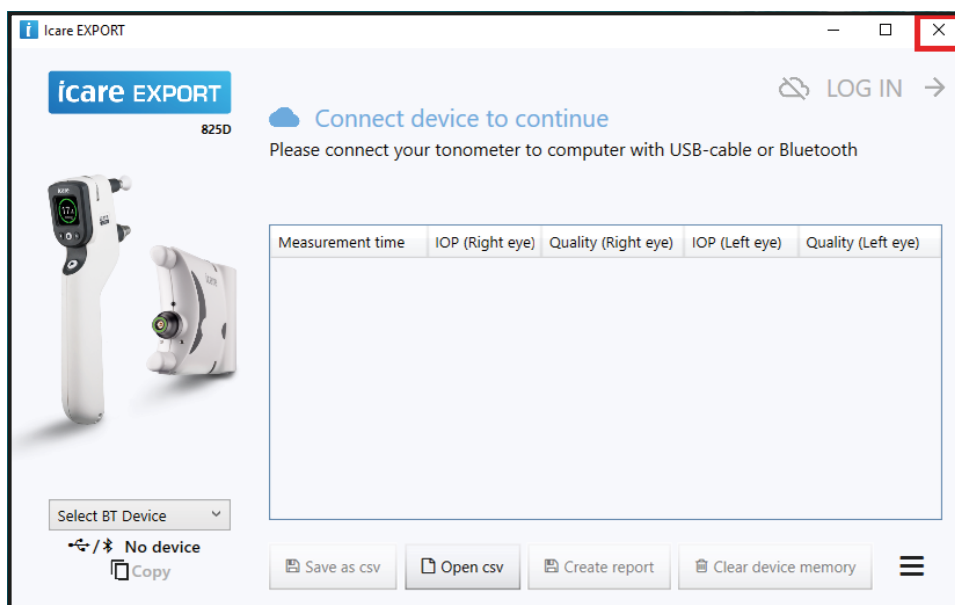 Icare EXPORT
icare EXPORT
825D
LOG IN
Connect device to continue
Please connect your tonometer to computer with USB-cable or Bluetooth
Measurement time IOP (Right eye) Quality (Right eye) IOP (Left eye) Quality (Left eye)
icare
icare
Select BT Device
/ No device
Copy
Save as csv Open csv Create report Clear device memory